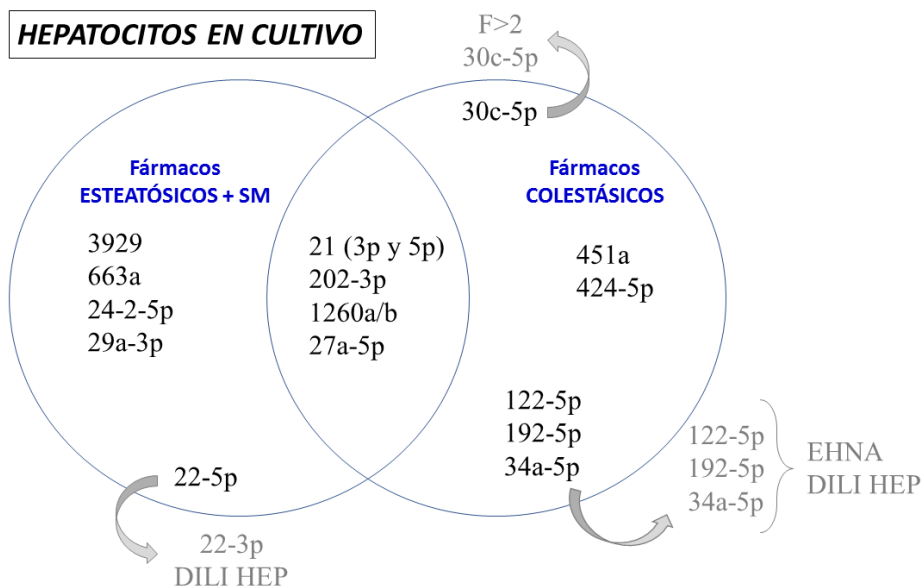 HEPATOCITOS EN CULTIVO
F>2
30c-5p
30c-5p
Fármacos
ESTEATÓSICOS + SM
3929
663a
24-2-5p
29a-3p
22-5p
22-3p
DILI HEP
21 (3p y 5p)
202-3p
1260a/b
27a-5p
Fármacos
COLESTÁSICOS
451a
424-5p
122-5p
192-5p
34a-5p
122-5p
192-5p
34a-5p
EHNA
DILI HEP